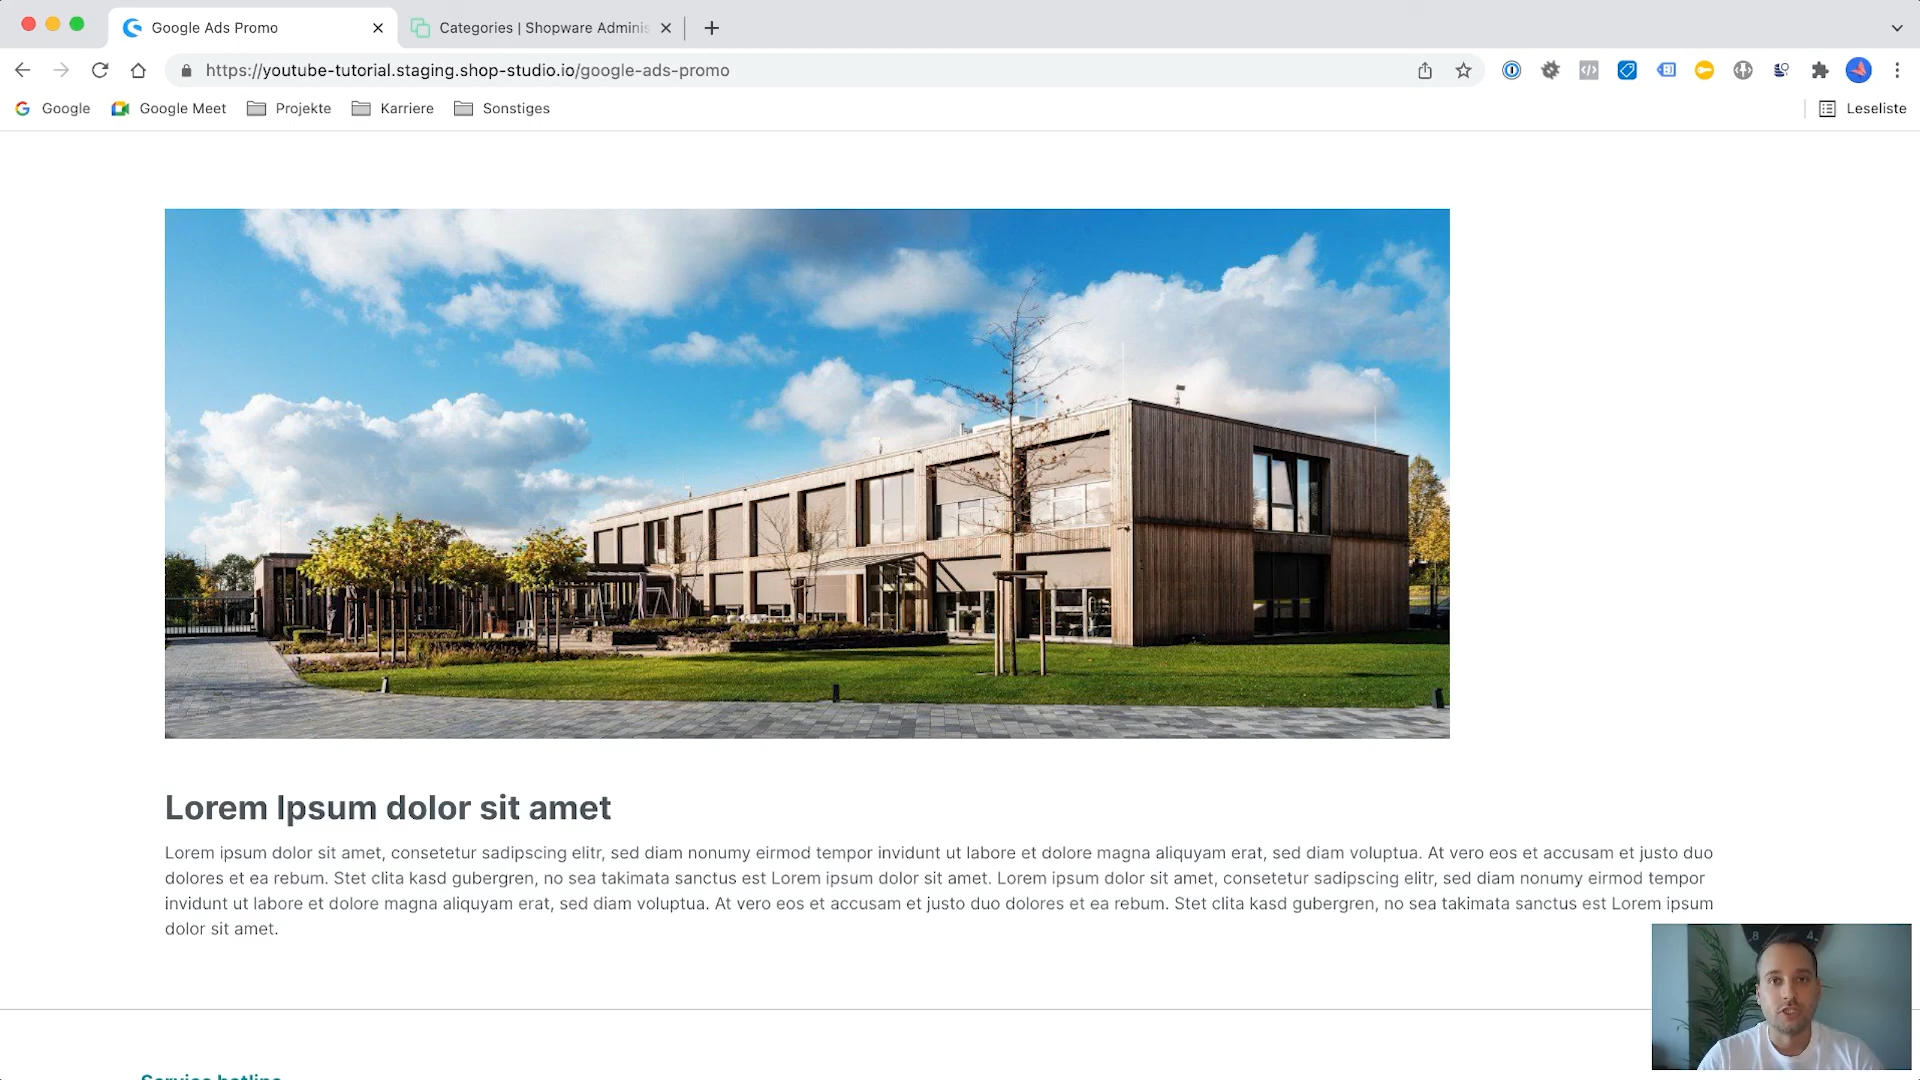 Google Ads Promo
Categories | Shopware Adminis
https://youtube-tutorial.staging.shop-studio.io/google-ads-promo
Google
Google Meet
Projekte
Karriere
Sonstiges
Leseliste
Lorem Ipsum dolor sit amet
Lorem ipsum dolor sit amet, consetetur sadipscing elitr, sed diam nonumy eirmod tempor invidunt ut labore et dolore magna aliquyam erat, sed diam voluptua. At vero eos et accusam et justo duo
dolores et ea rebum. Stet clita kasd gubergren, no sea takimata sanctus est Lorem ipsum dolor sit amet. Lorem ipsum dolor sit amet, consetetur sadipscing elitr, sed diam nonumy eirmod tempor
invidunt ut labore et dolore magna aliquyam erat, sed diam voluptua. At vero eos et accusam et justo duo dolores et ea rebum. Stet clita kasd gubergren, no sea takimata sanctus est Lorem ipsum
dolor sit amet.
8 4
Service hotline